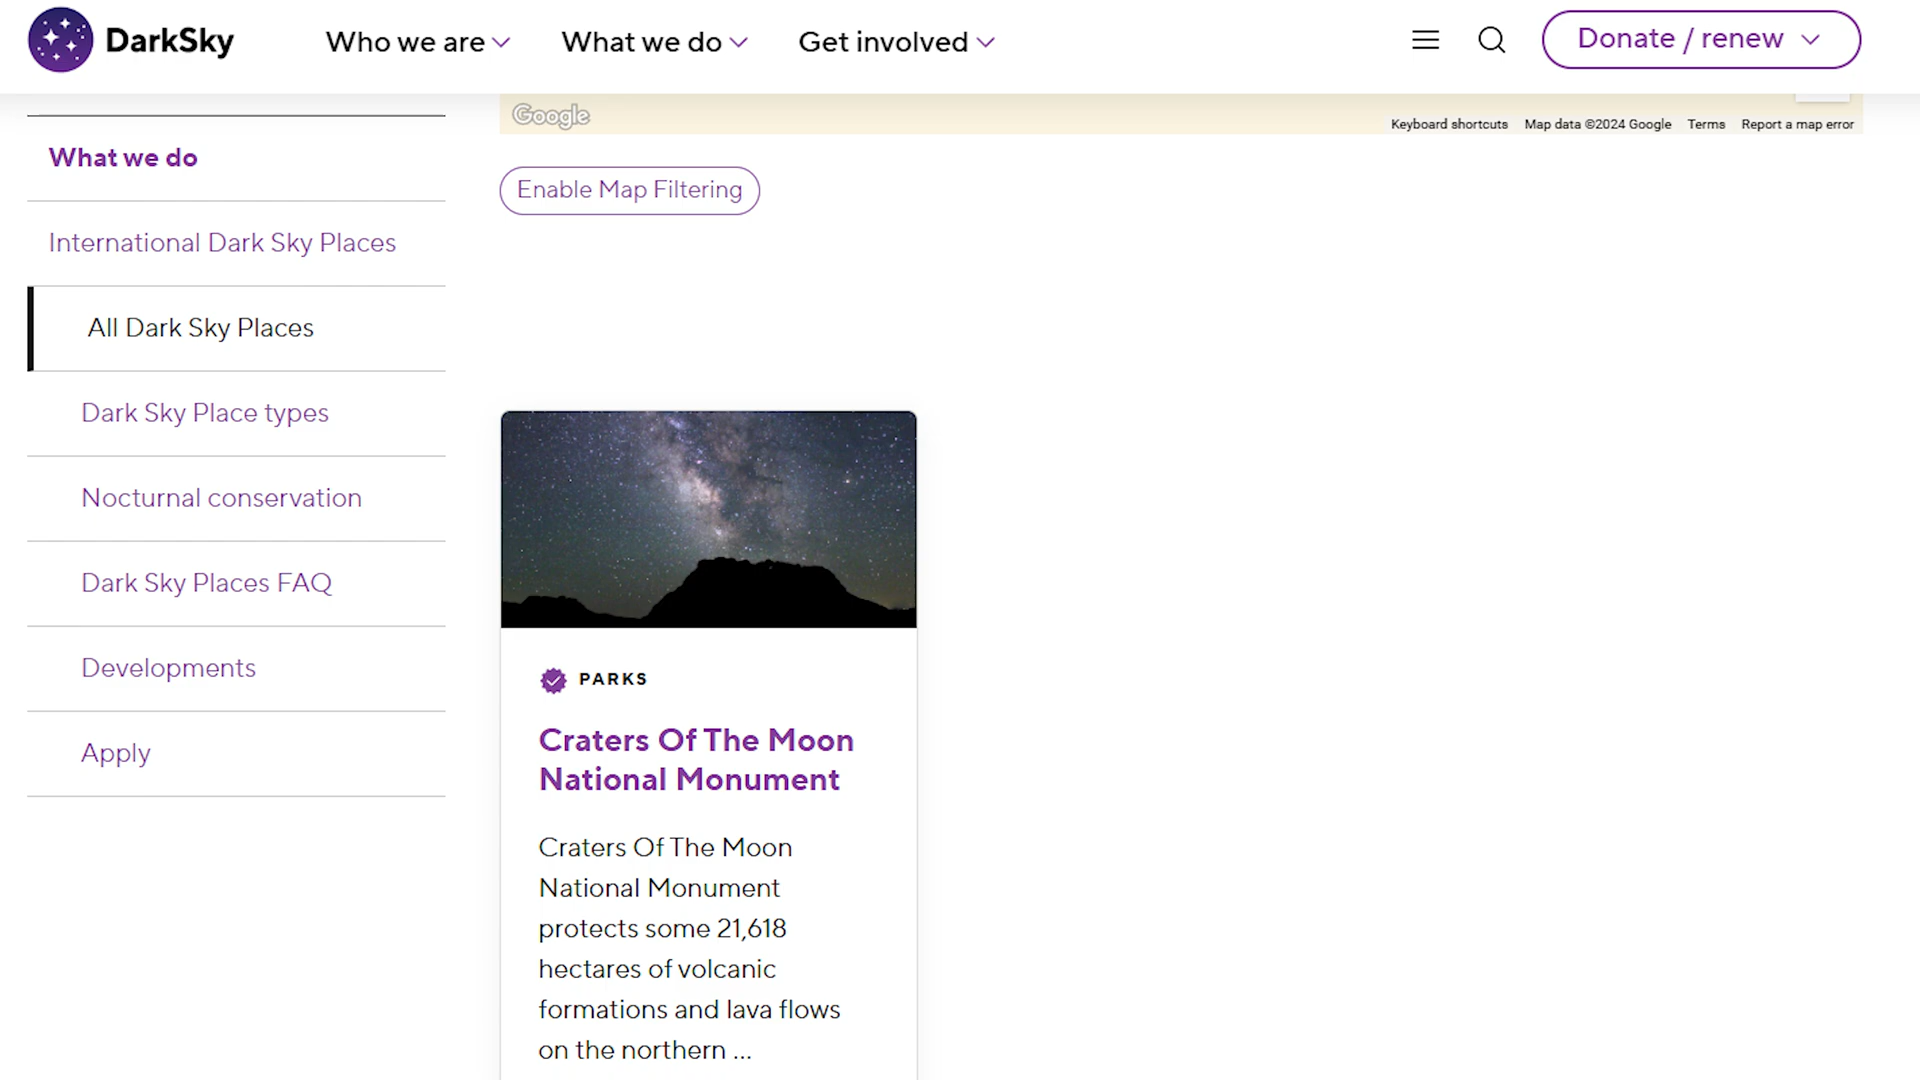 DarkSky
Who we are
What we do
Get involved
Donate / renew
Google
Keyboard shortcuts
Map data ©2024 Google
Terms
Report a map error
What we do
International Dark Sky Places
All Dark Sky Places
Dark Sky Place types
Nocturnal conservation
Dark Sky Places FAQ
Developments
Apply
Enable Map Filtering
PARKS
Craters Of The Moon
National Monument
Craters Of The Moon
National Monument
protects some 21,618
hectares of volcanic
formations and lava flows
on the northern ...